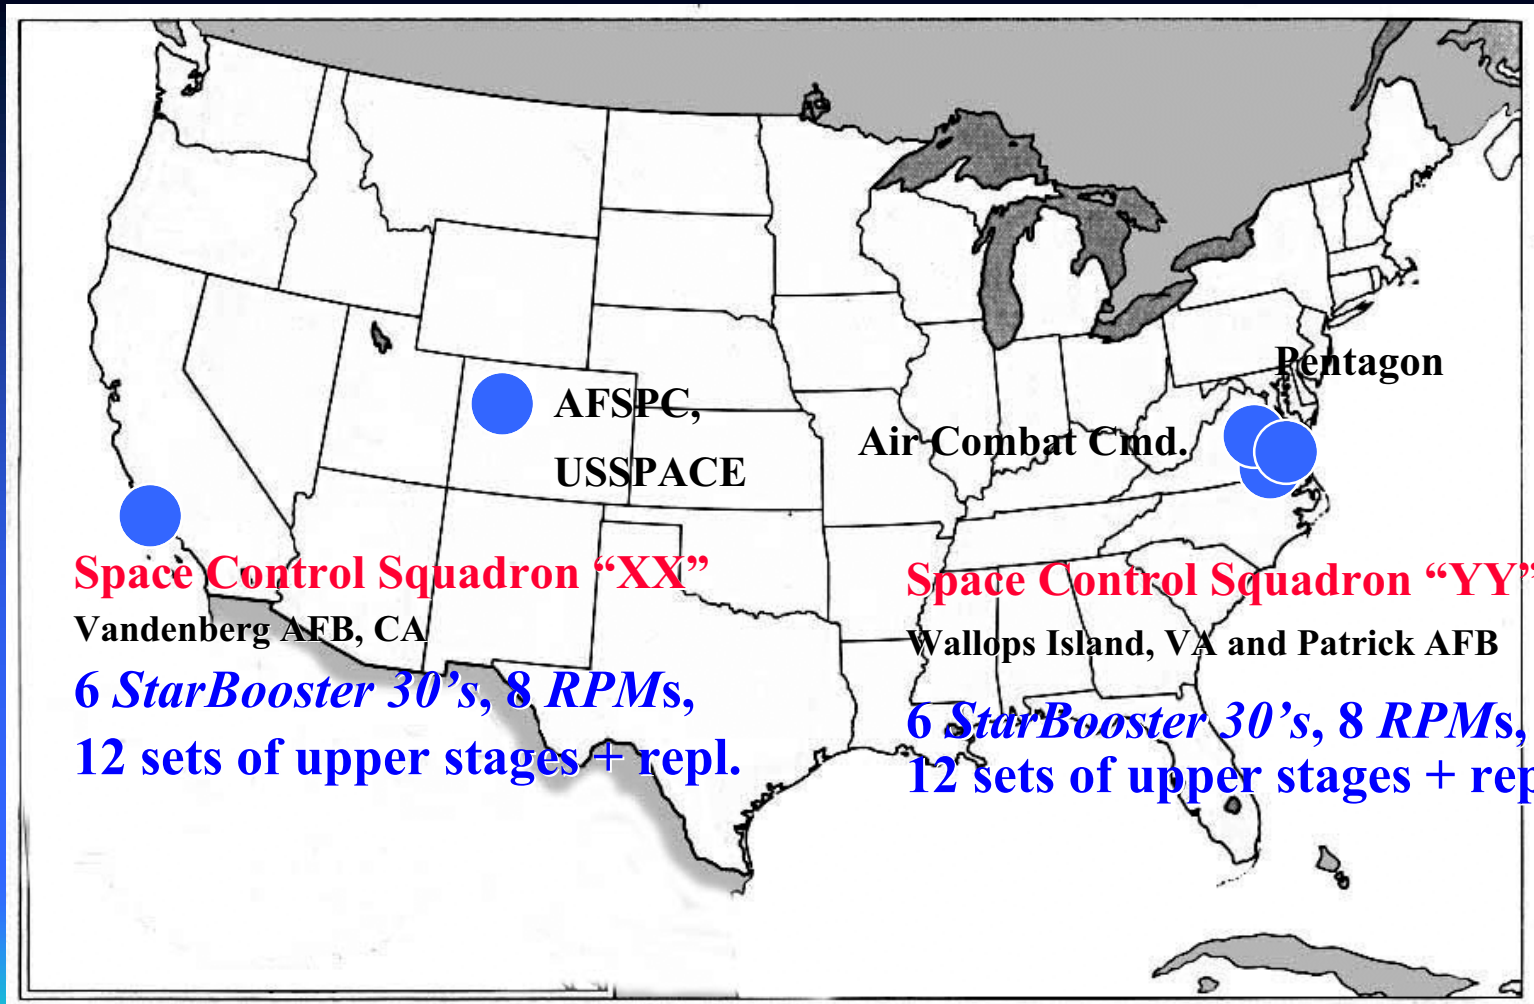 Pentagon
AFSPC,
USSPACE
Air Combat Cmd.
Space Control Squadron “XX”
Vandenberg AFB, CA
6 StarBooster 30’s, 8 RPMs,
12 sets of upper stages + repl.
Space Control Squadron “YY”
Wallops Island, VA and Patrick AFB
6 StarBooster 30’s, 8 RPMs,
12 sets of upper stages + rep